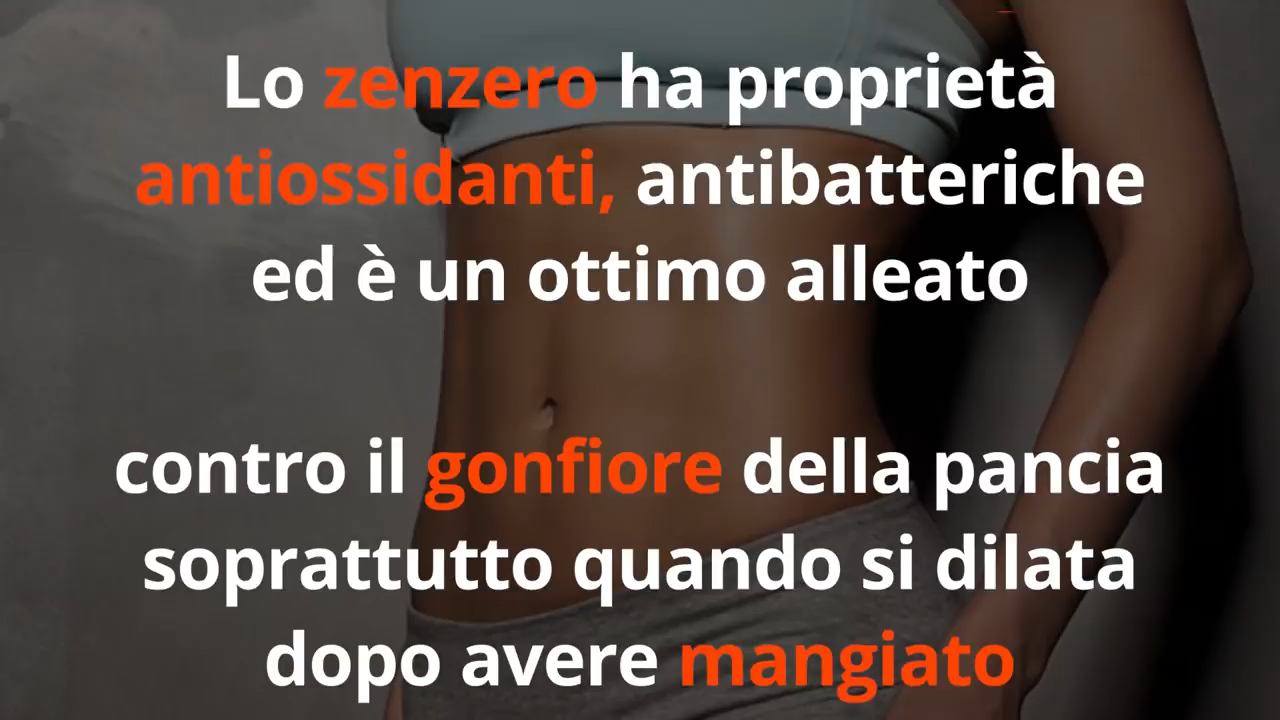 Lo zenzero ha proprietà
antiossidanti, antibatteriche
ed è un ottimo alleato
contro il gonfiore della pancia
soprattutto quando si dilata
dopo avere mangiato